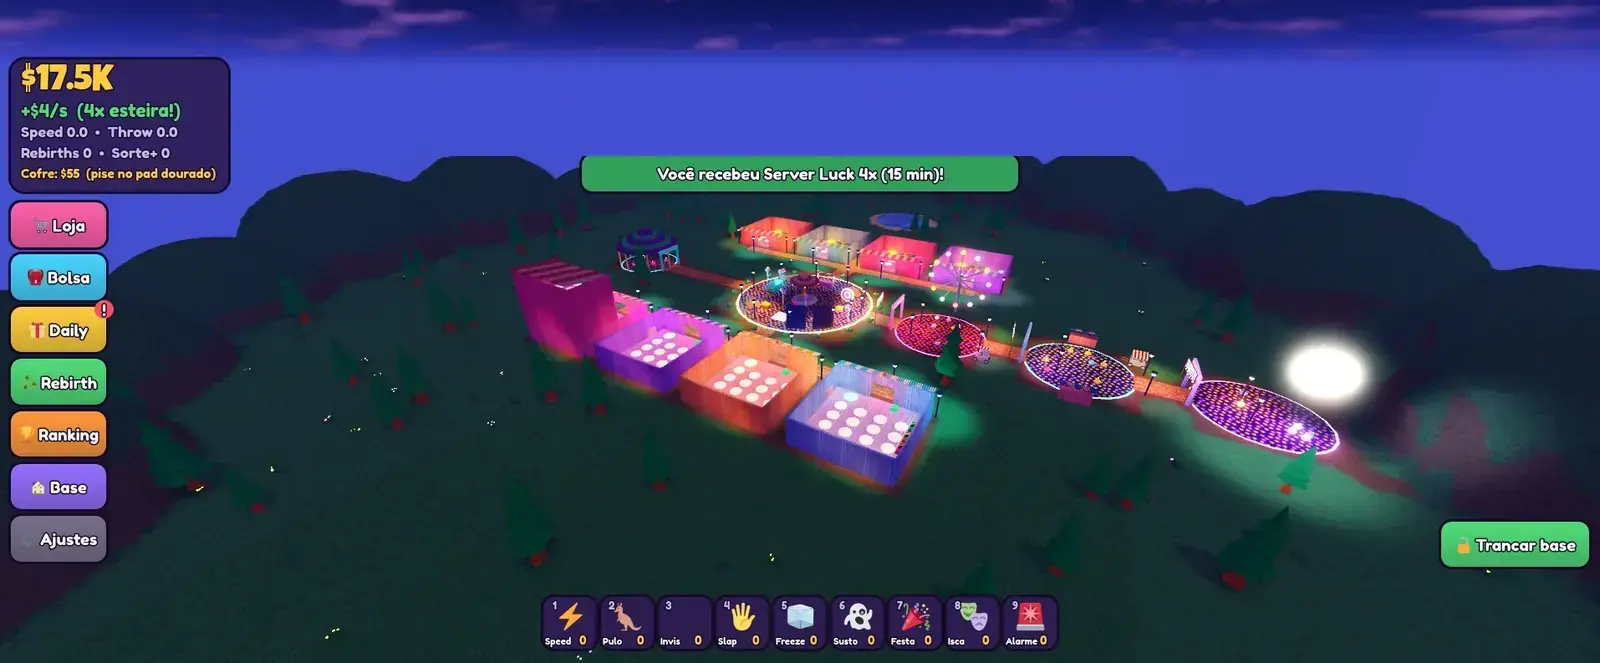 $17.5K
+$4/s (4x esteira!)
Speed 0.0 • Throw 0.0
Rebirths 0 • Sorte+ 0
Cofre: $55 (pise no pad dourado)
Você recebeu Server Luck 4x (15 min)!
Loja
Bolsa
!
Daily
Rebirth
Ranking
Base
Ajustes
Trancar base
1
Speed 0
2
Pulo 0
3
Invis 0
4
Slap 0
5
Freeze 0
6
Susto 0
7
Festa 0
8
Isca 0
9
Alarme 0